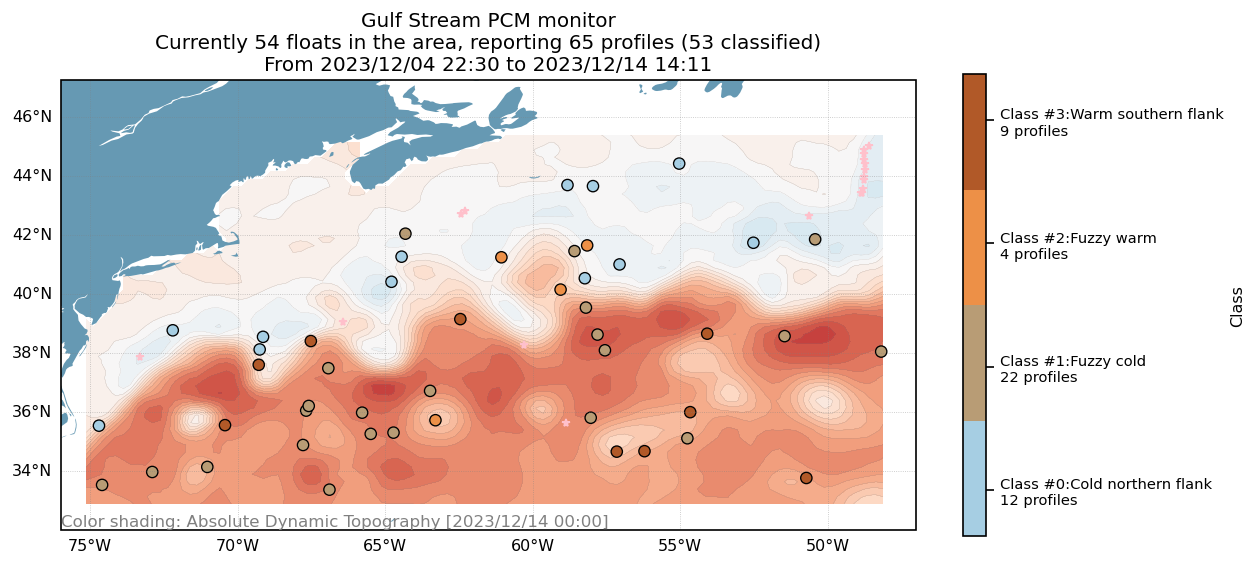 Gulf Stream PCM monitor
Currently 54 floats in the area, reporting 65 profiles (53 classified)
From 2023/12/04 22:30 to 2023/12/14 14:11
46°N
44°N
42°N
40°N
38°N
36°N
34°N
Color shading: Absolute Dynamic Topography [2023/12/14 00:00]
75°W 70°W 65°W 60°W 55°W 50°W
Class #3:Warm southern flank
9 profiles
Class #2:Fuzzy warm
4 profiles
Class #1:Fuzzy cold
22 profiles
Class #0:Cold northern flank
12 profiles
Class